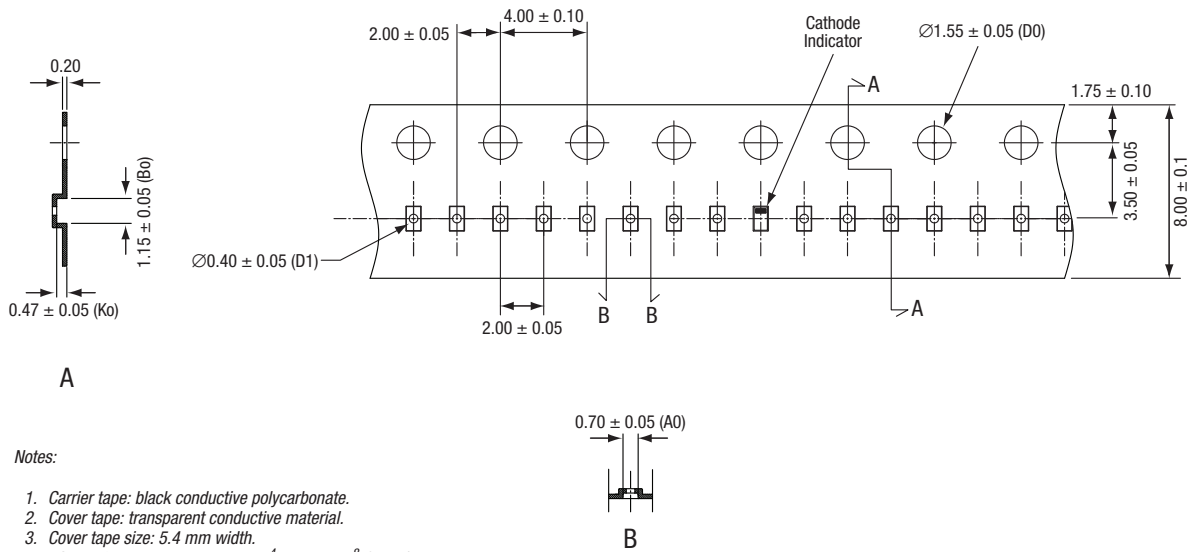 4.00 ± 0.10
2.00 ± 0.05
Cathode
Indicator
∅1.55 ± 0.05 (D0)
0.20
A
1.75 ± 0.10
1.15 ± 0.05 (Bo)
3.50 ± 0.05
8.00 ± 0.1
∅0.40 ± 0.05 (D1)
0.47 ± 0.05 (Ko)
B
B
A
2.00 ± 0.05
A
0.70 ± 0.05 (A0)
B
Notes:
1. Carrier tape: black conductive polycarbonate.
2. Cover tape: transparent conductive material.
3. Cover tape size: 5.4 mm width.